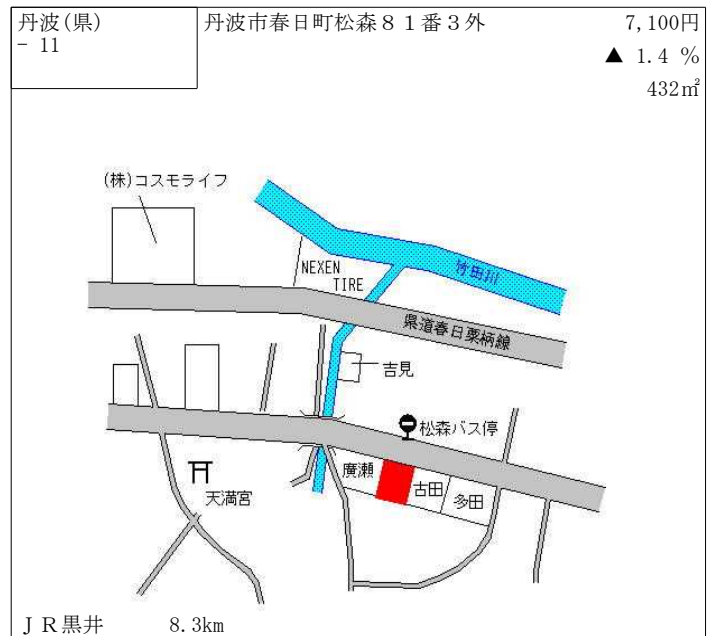 丹波(県)
- 11
丹波市春日町松森８１番３外
7,100円
▲ 1.4 %
432㎡
(株)コスモライフ
NEXEN
TIRE
竹田川
県道春日栗柄線
吉見
松森バス停
廣瀬
古田
多田
天満宮
ＪＲ黒井 8.3km